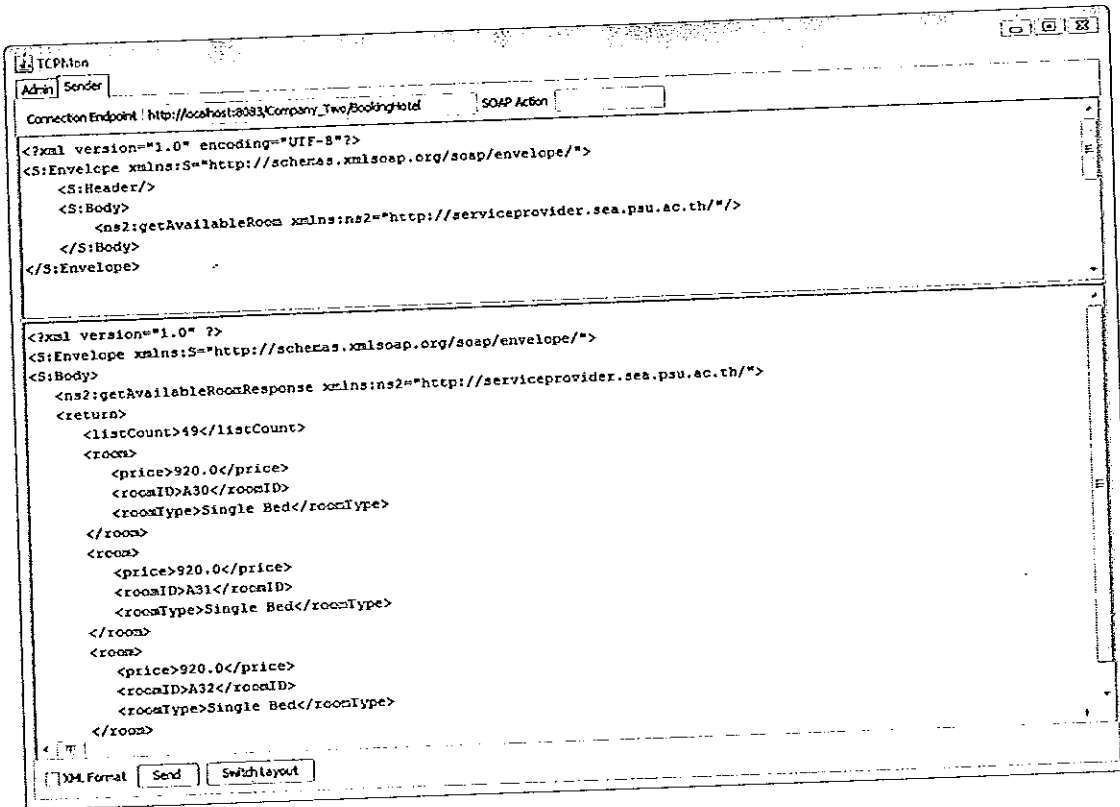 TCPMon
Admin Sender
Connection Endpoint http://localhost:8083/Company_Two/BookingHotel SOAP Action
<?xml version="1.0" encoding="UTF-8"?>
<S:Envelope xmlns:S="http://schemas.xmlsoap.org/soap/envelope/">
<S:Header/>
<S:Body>
<ns2:getAvailableRoom xmlns:ns2="http://serviceprovider.sea.psu.ac.th/"/>
</S:Body>
</S:Envelope>
<?xml version="1.0" ?>
<S:Envelope xmlns:S="http://schemas.xmlsoap.org/soap/envelope/">
<S:Body>
<ns2:getAvailableRoomResponse xmlns:ns2="http://serviceprovider.sea.psu.ac.th/">
<return>
<listCount>49</listCount>
<room>
<price>920.0</price>
<roomID>A30</roomID>
<roomType>Single Bed</roomType>
</room>
<room>
<price>920.0</price>
<roomID>A31</roomID>
<roomType>Single Bed</roomType>
</room>
<room>
<price>920.0</price>
<roomID>A32</roomID>
<roomType>Single Bed</roomType>
</room>
XML Format Send Switch Layout